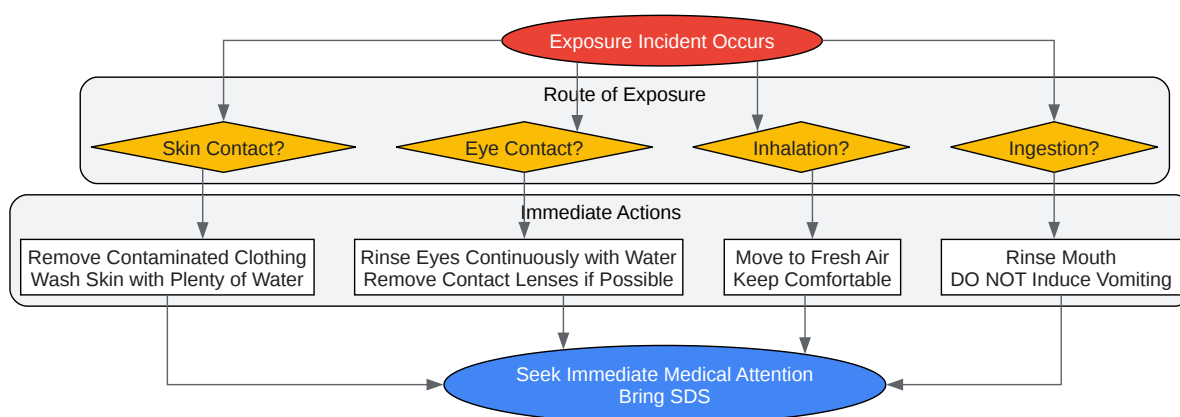 Exposure Incident Occurs
Route of Exposure
Skin Contact?
Eye Contact?
Inhalation?
Ingestion?
Immediate Actions
Remove Contaminated Clothing
Wash Skin with Plenty of Water
Rinse Eyes Continuously with Water
Remove Contact Lenses if Possible
Move to Fresh Air
Keep Comfortable
Rinse Mouth
DO NOT Induce Vomiting
Seek Immediate Medical Attention
Bring SDS